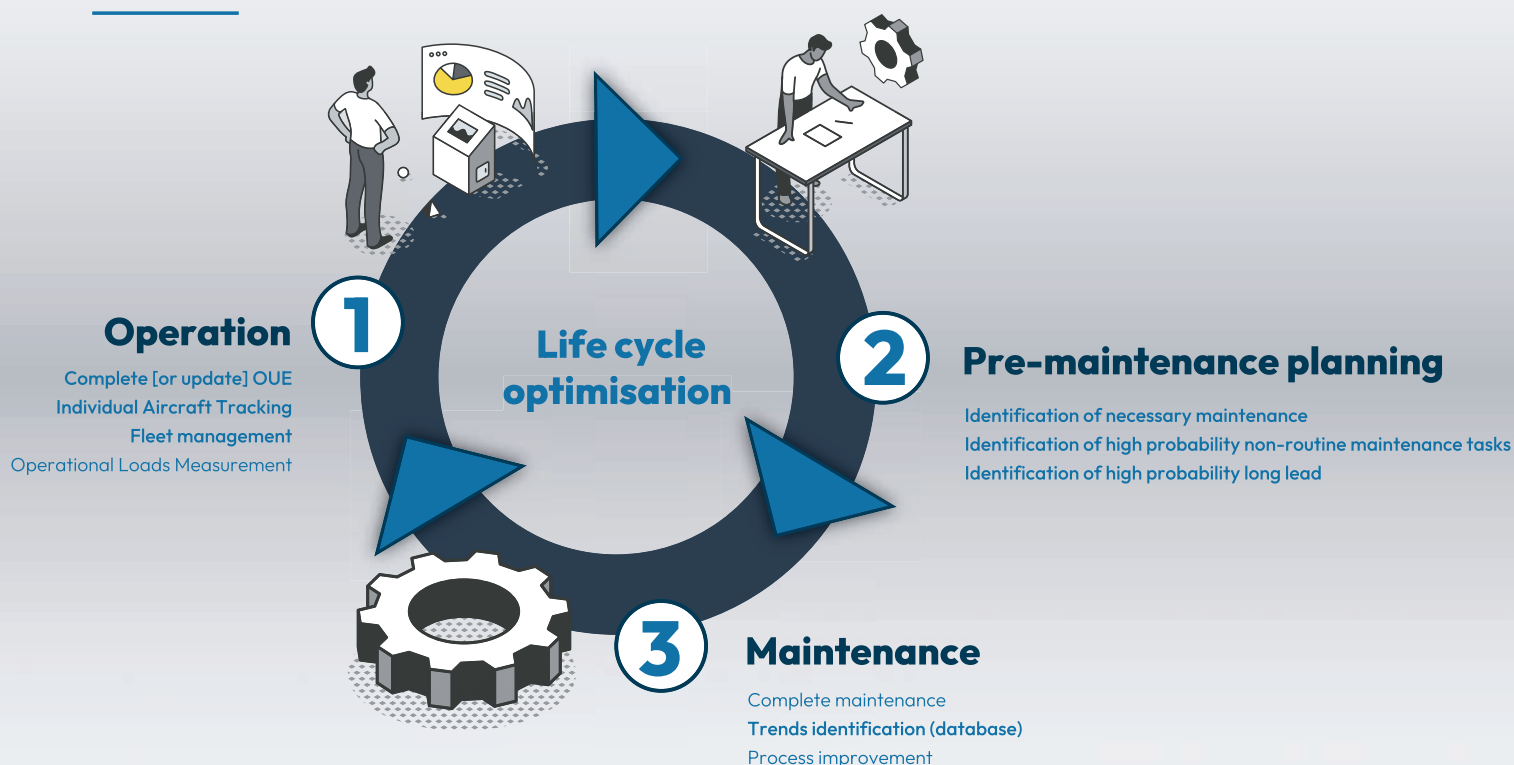 1
Operation
Complete [or update] OUE
Individual Aircraft Tracking
Fleet management
Operational Loads Measurement
Life cycle
optimisation
2
Pre-maintenance planning
Identification of necessary maintenance
Identification of high probability non-routine maintenance tasks
Identification of high probability long lead
3
Maintenance
Complete maintenance
Trends identification (database)
Process improvement